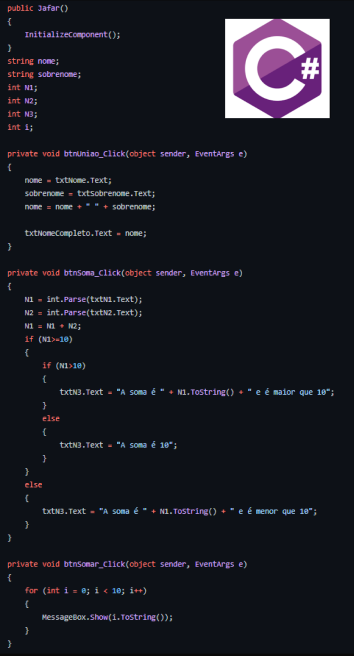 public Jafar()
{
    InitializeComponent();
}
string nome;
string sobrenome;
int N1;
int N2;
int N3;
int i;
C#
private void btnUniao_Click(object sender, EventArgs e)
{
    nome = txtNome.Text;
    sobrenome = txtSobrenome.Text;
    nome = nome + " " + sobrenome;
    txtNomeCompleto.Text = nome;
}
private void btnSoma_Click(object sender, EventArgs e)
{
    N1 = int.Parse(txtN1.Text);
    N2 = int.Parse(txtN2.Text);
    N1 = N1 + N2;
    if (N1>=10)
    {
        if (N1>10)
        {
            txtN3.Text = "A soma é " + N1.ToString() + " e é maior que 10";
        }
        else
        {
            txtN3.Text = "A soma é 10";
        }
    }
    else
    {
        txtN3.Text = "A soma é " + N1.ToString() + " e é menor que 10";
    }
}
private void btnSomar_Click(object sender, EventArgs e)
{
    for (int i = 0; i < 10; i++)
    {
        MessageBox.Show(i.ToString());
    }
}